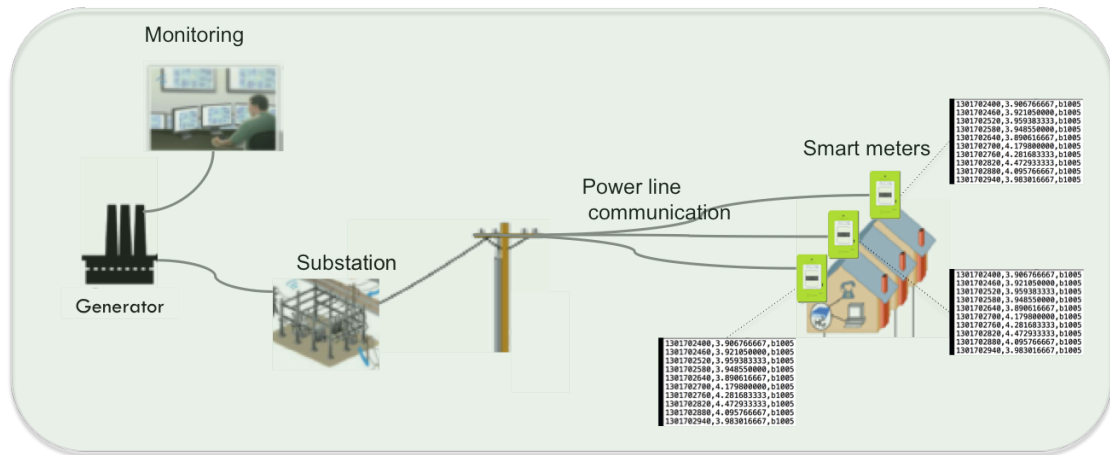 Monitoring
1301702400,3.906766667,b1005
1301702460,3.921050000,b1005
1301702520,3.959383333,b1005
1301702580,3.948550000,b1005
1301702640,3.890616667,b1005
1301702700,4.179800000,b1005
1301702760,4.281683333,b1005
1301702820,4.472933333,b1005
1301702880,4.095766667,b1005
1301702940,3.983016667,b1005
Smart meters
Power line
communication
Substation
Generator
1301702400,3.906766667,b1005
1301702460,3.921050000,b1005
1301702520,3.959383333,b1005
1301702580,3.948550000,b1005
1301702640,3.890616667,b1005
1301702700,4.179800000,b1005
1301702760,4.281683333,b1005
1301702820,4.472933333,b1005
1301702880,4.095766667,b1005
1301702940,3.983016667,b1005
1301702400,3.906766667,b1005
1301702460,3.921050000,b1005
1301702520,3.959383333,b1005
1301702580,3.948550000,b1005
1301702640,3.890616667,b1005
1301702700,4.179800000,b1005
1301702760,4.281683333,b1005
1301702820,4.472933333,b1005
1301702880,4.095766667,b1005
1301702940,3.983016667,b1005